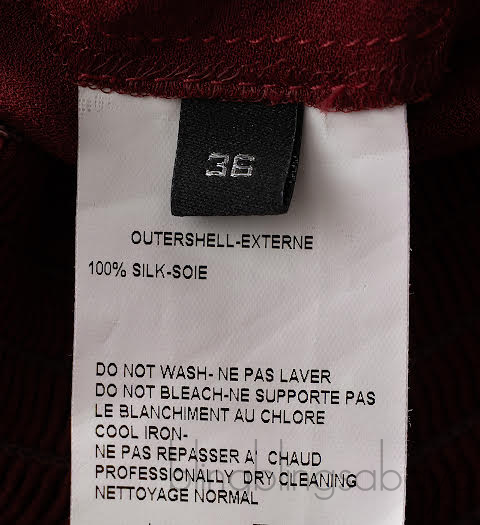 36
OUTERSHELL-EXTERNE
100% SILK-SOIE
DO NOT WASH- NE PAS LAVER
DO NOT BLEACH-NE SUPPORTE PAS
LE BLANCHIMENT AU CHLORE
COOL IRON-
NE PAS REPASSER A' CHAUD
PROFESSIONALLY DRY CLEANING
NETTOYAGE NORMAL